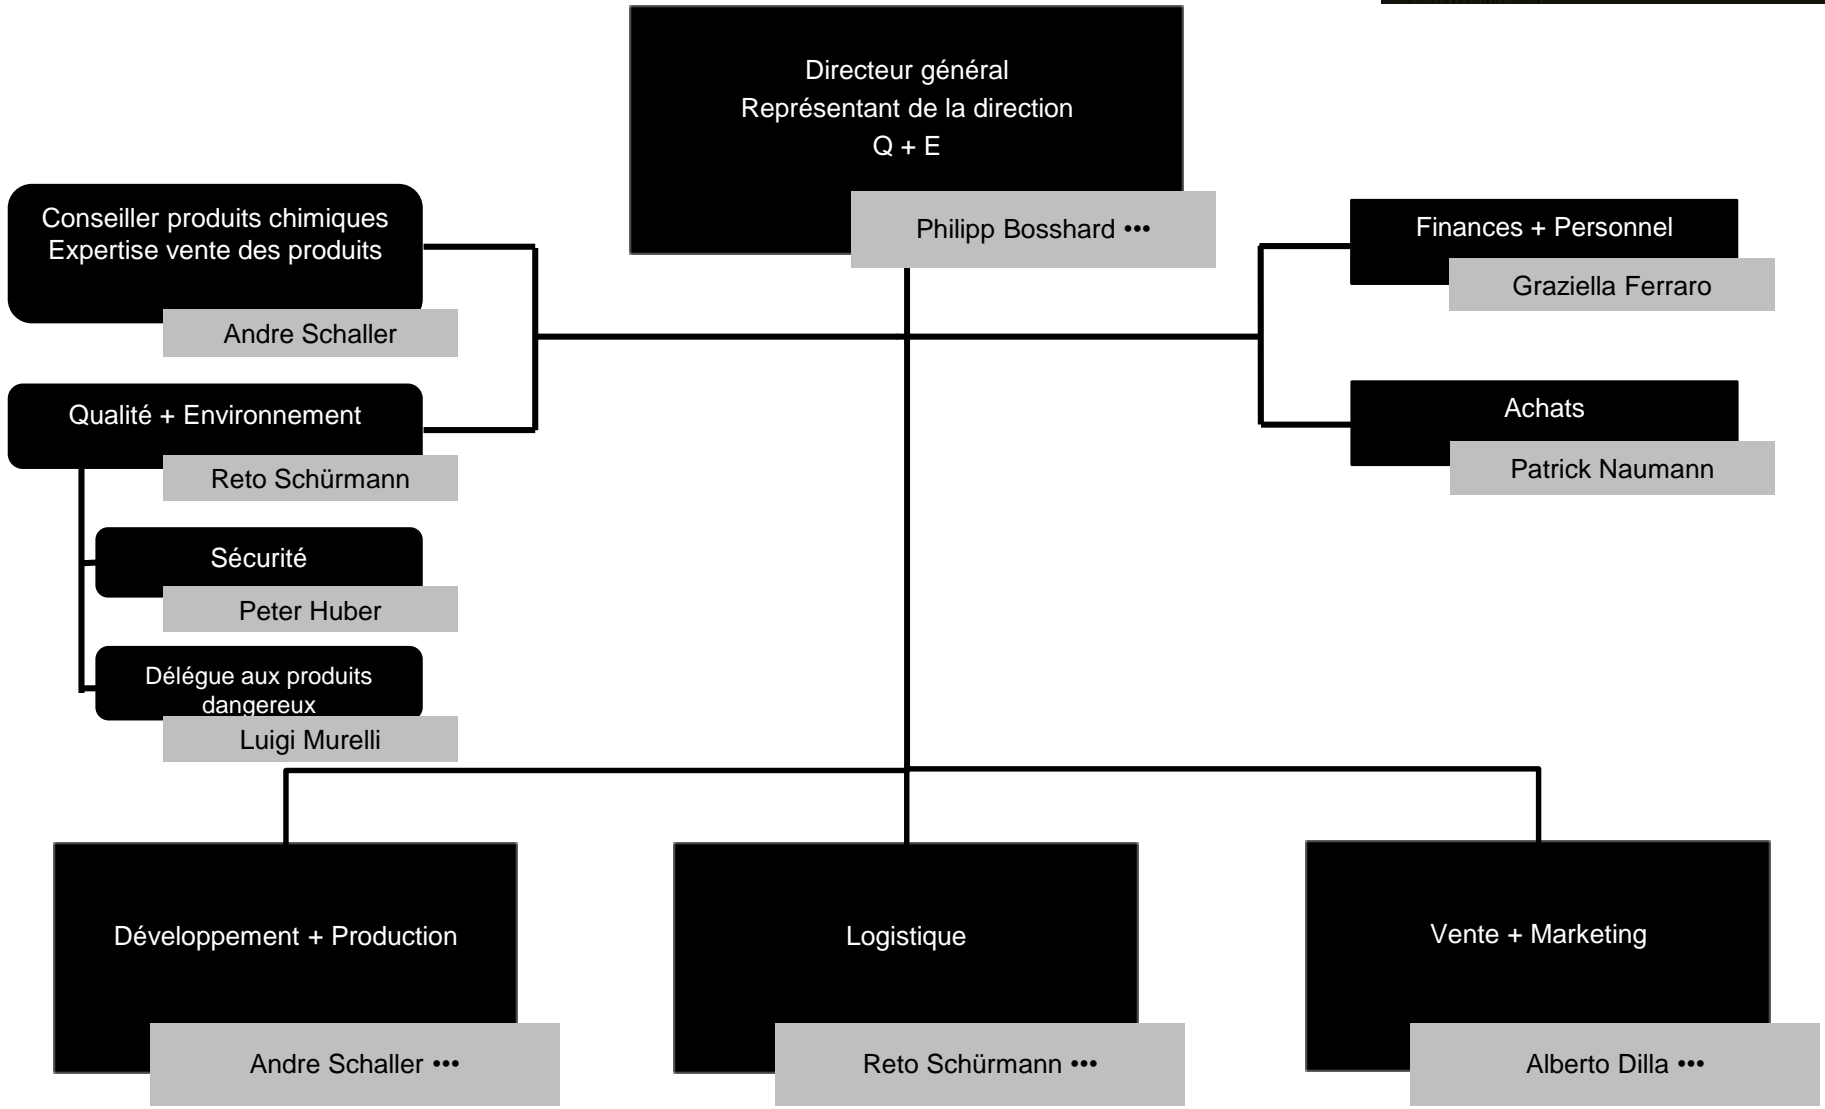 Directeur général
Représentant de la direction
Q + E
Philipp Bosshard •••
Conseiller produits chimiques
Expertise vente des produits
Andre Schaller
Finances + Personnel
Graziella Ferraro
Qualité + Environnement
Reto Schürmann
Achats
Patrick Naumann
Sécurité
Peter Huber
Délégue aux produits
dangereux
Luigi Murelli
Développement + Production
Andre Schaller •••
Logistique
Reto Schürmann •••
Vente + Marketing
Alberto Dilla •••